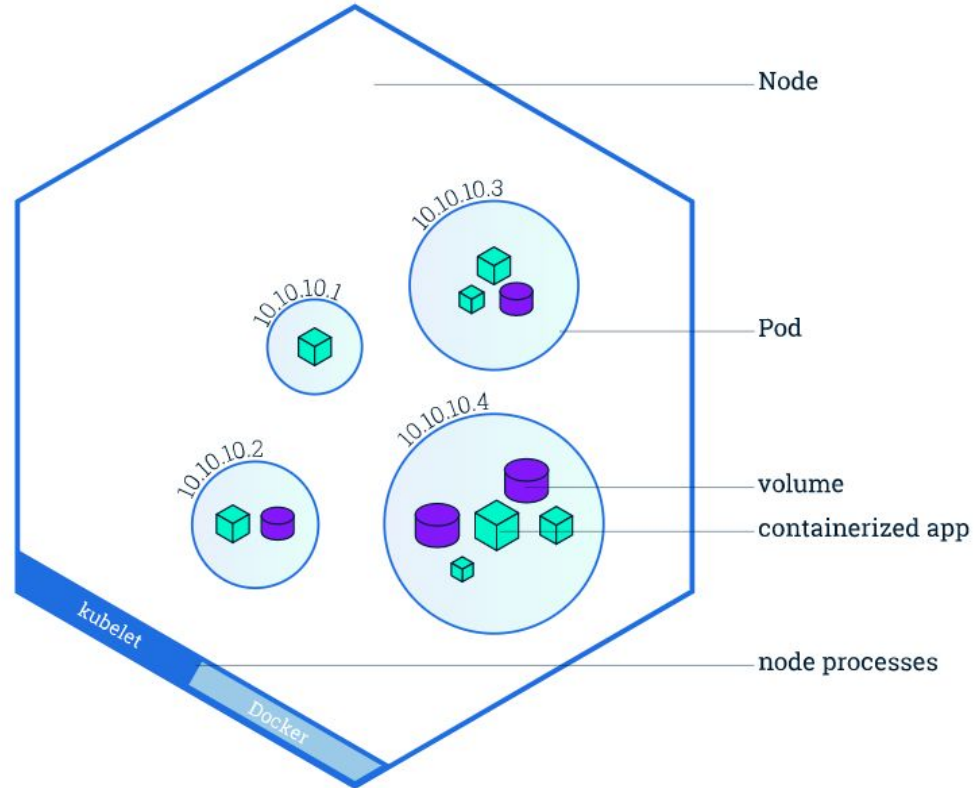 Node
10.10.10.3
10.10.10.1
Pod
10.10.10.4
10.10.10.2
volume
containerized app
kubelet
node processes
Docker